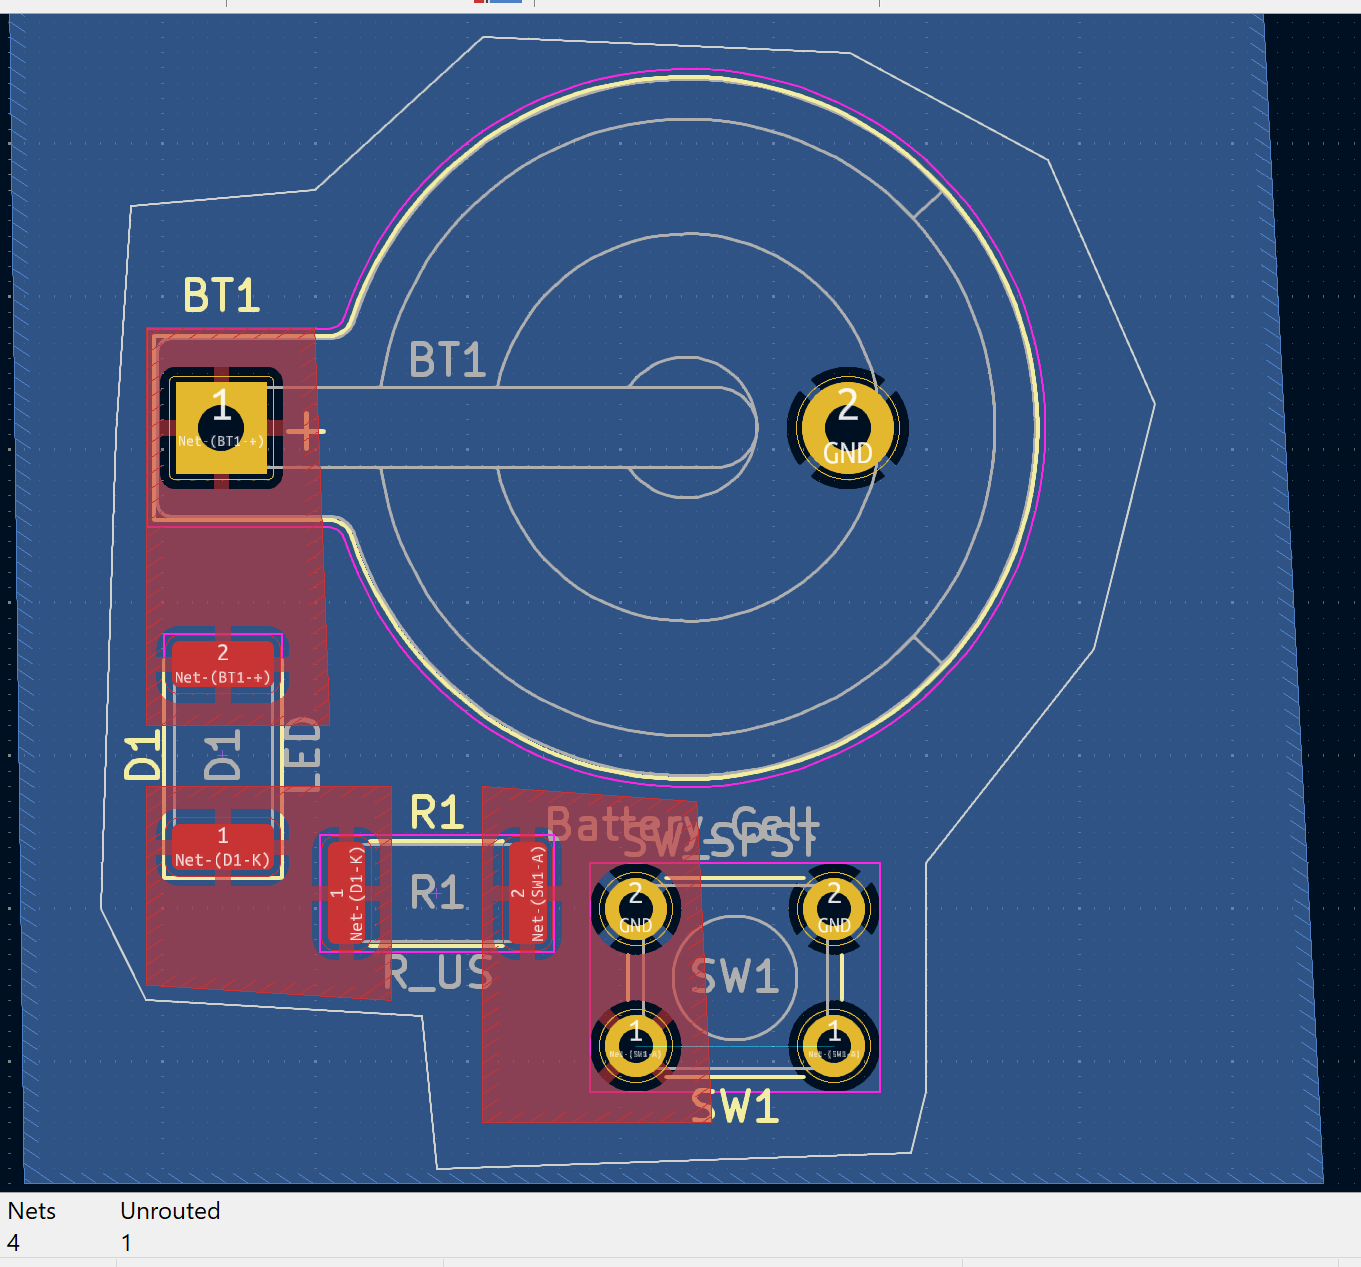 BT1
BT1
1
Net-(BT1-+)
+
2
GND
2
Net-(BT1-+)
D1
D1
LED
1
Net-(D1-K)
R1
Battery_Cell
SW_SPST
1
Net-(D1-K)
R1
2
Net-(SW1-A)
R_US
2
GND
2
GND
SW1
1
Net-(SW1-A)
1
Net-(SW1-A)
SW1
Nets
Unrouted
4
1